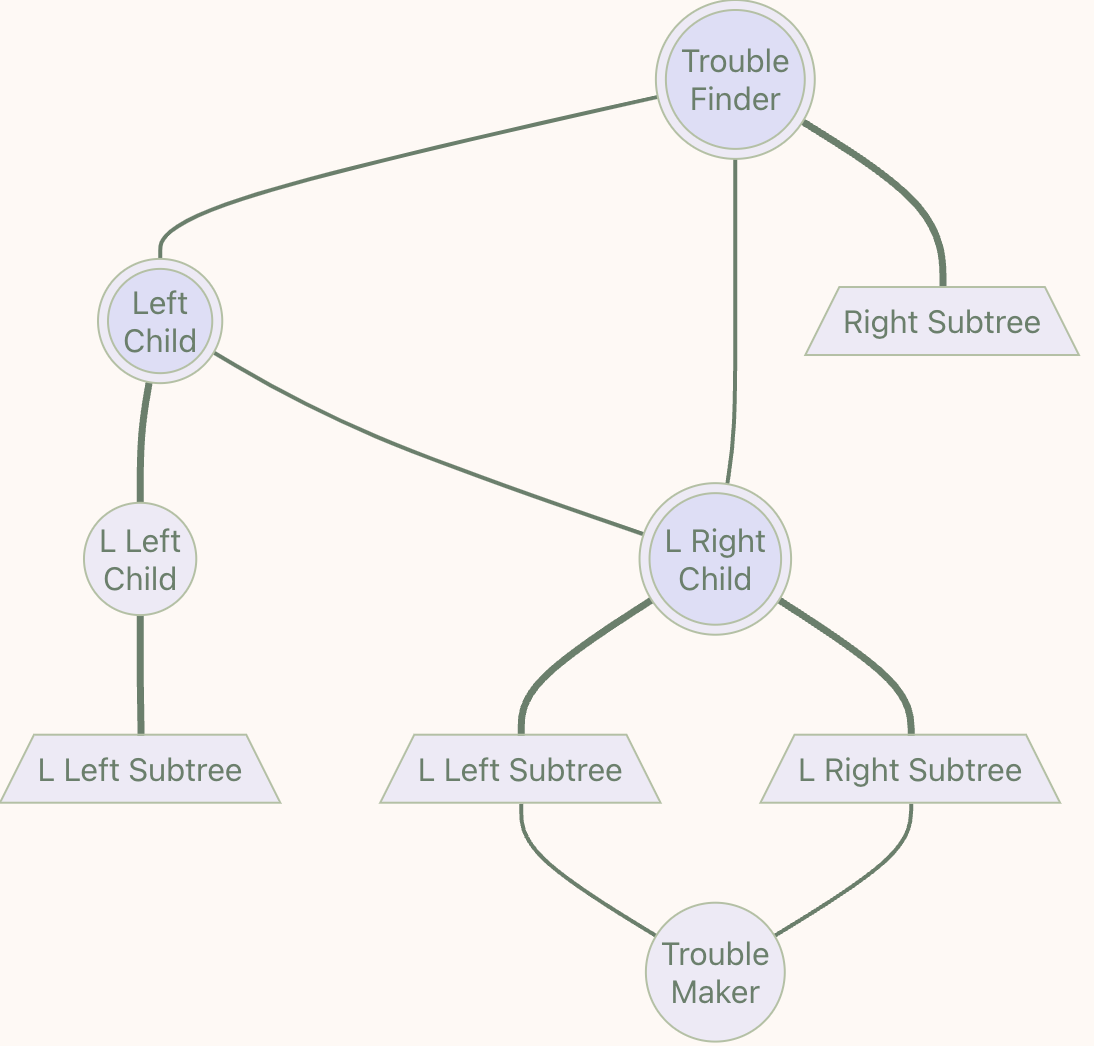 Trouble
Finder
Left
Child
Right Subtree
L Left
Child
L Right
Child
L Left Subtree
L Left Subtree
L Right Subtree
Trouble
Maker